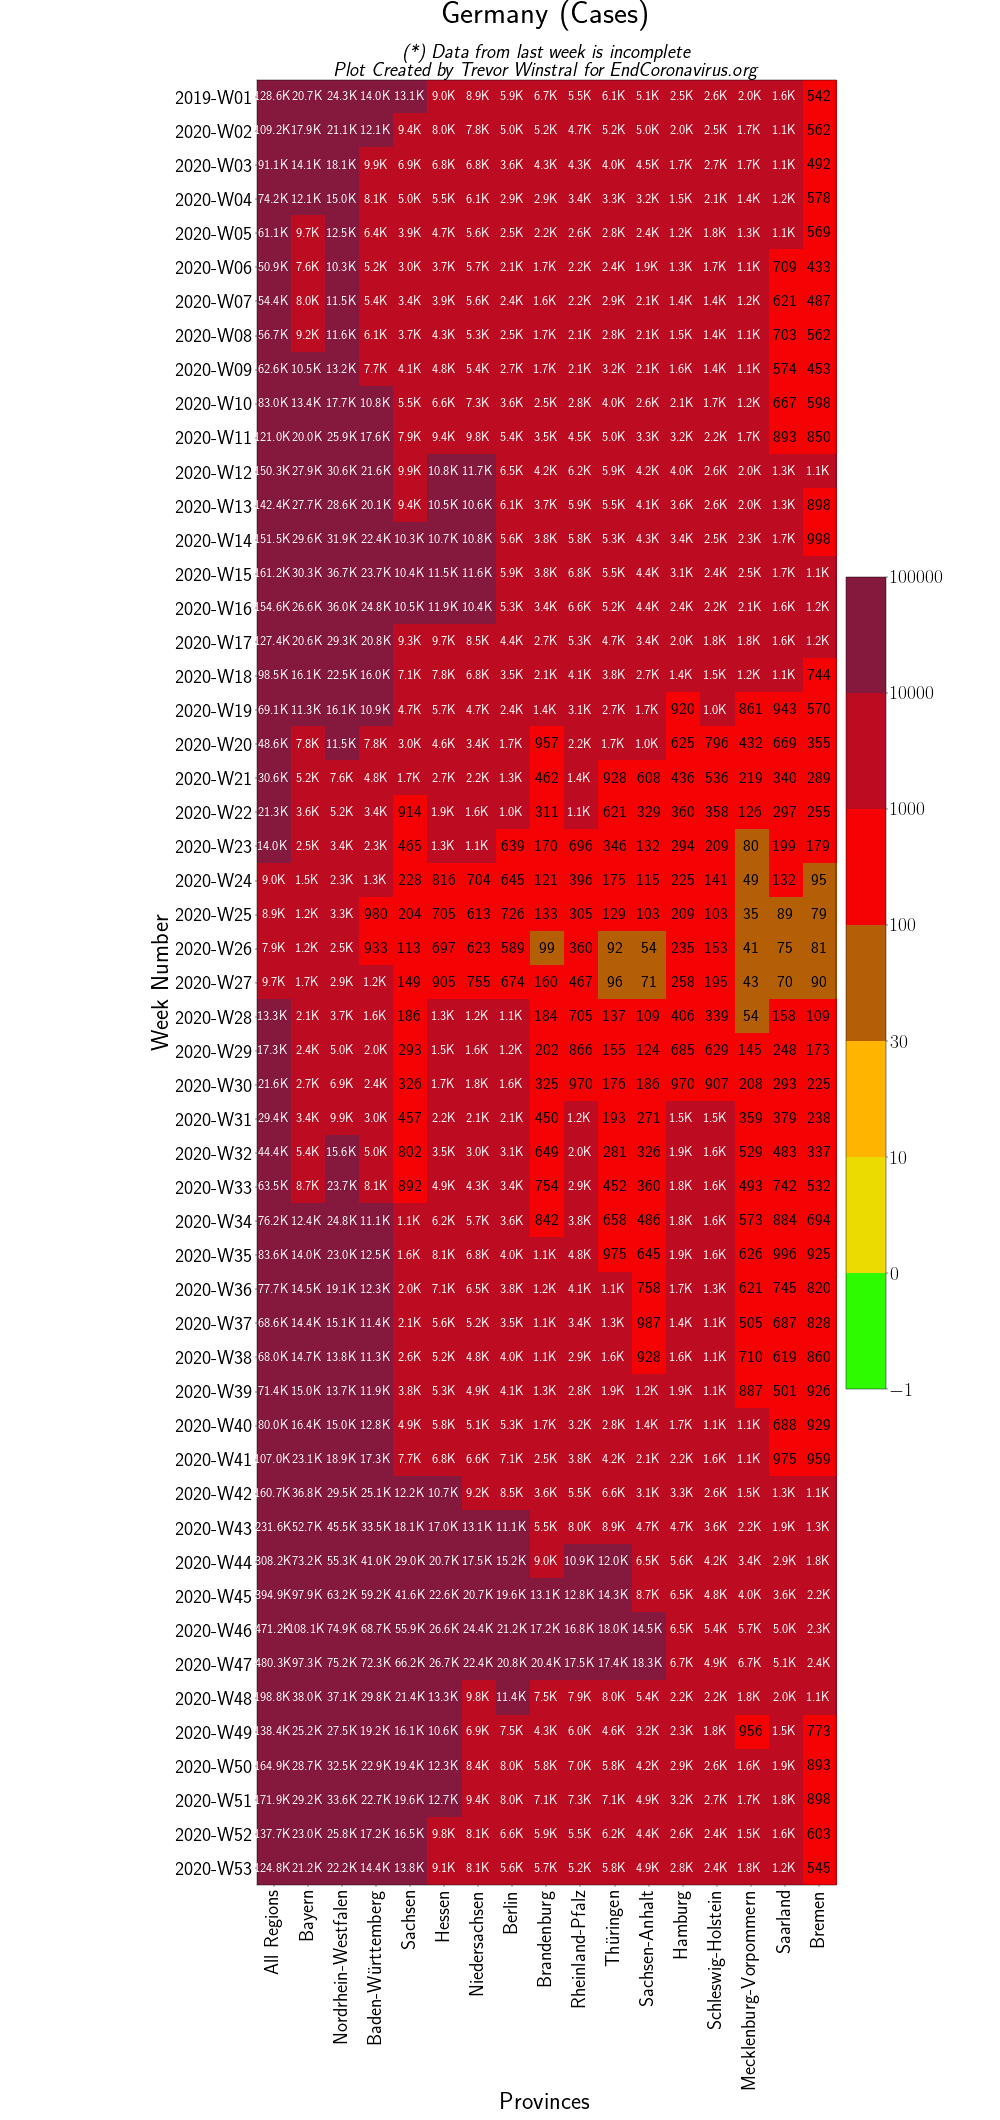 Germany (Cases)
(*) Data from last week is incomplete
Plot Created by Trevor Winstral for EndCoronavirus.org
2019-W01 128.6K 20.7K 24.3K 14.0K 13.1K 9.0K 8.9K 5.9K 6.7K 5.5K 6.1K 5.1K 2.5K 2.6K 2.0K 1.6K 542
2020-W02 109.2K 17.9K 21.1K 12.1K 9.4K 8.0K 7.8K 5.0K 5.2K 4.7K 5.2K 5.0K 2.0K 2.5K 1.7K 1.1K 562
2020-W03 91.1K 14.1K 18.1K 9.9K 6.9K 6.8K 6.8K 3.6K 4.3K 4.3K 4.0K 4.5K 1.7K 2.7K 1.7K 1.1K 492
2020-W04 74.2K 12.1K 15.0K 8.1K 5.0K 5.5K 6.1K 2.9K 2.9K 3.4K 3.3K 3.2K 1.5K 2.1K 1.4K 1.2K 578
2020-W05 61.1K 9.7K 12.5K 6.4K 3.9K 4.7K 5.6K 2.5K 2.2K 2.6K 2.8K 2.4K 1.2K 1.8K 1.3K 1.1K 569
2020-W06 50.9K 7.6K 10.3K 5.2K 3.0K 3.7K 5.7K 2.1K 1.7K 2.2K 2.4K 1.9K 1.3K 1.7K 1.1K 709 433
2020-W07 54.4K 8.0K 11.5K 5.4K 3.4K 3.9K 5.6K 2.4K 1.6K 2.2K 2.9K 2.1K 1.4K 1.4K 1.2K 621 487
2020-W08 56.7K 9.2K 11.6K 6.1K 3.7K 4.3K 5.3K 2.5K 1.7K 2.1K 2.8K 2.1K 1.5K 1.4K 1.1K 703 562
2020-W09 62.6K 10.5K 13.2K 7.7K 4.1K 4.8K 5.4K 2.7K 1.7K 2.1K 3.2K 2.1K 1.6K 1.4K 1.1K 574 453
2020-W10 83.0K 13.4K 17.7K 10.8K 5.5K 6.6K 7.3K 3.6K 2.5K 2.8K 4.0K 2.6K 2.1K 1.7K 1.2K 667 598
2020-W11 121.0K 20.0K 25.9K 17.6K 7.9K 9.4K 9.8K 5.4K 3.5K 4.5K 5.0K 3.3K 3.2K 2.2K 1.7K 893 850
2020-W12 150.3K 27.9K 30.6K 21.6K 9.9K 10.8K 11.7K 6.5K 4.2K 6.2K 5.9K 4.2K 4.0K 2.6K 2.0K 1.3K 1.1K
2020-W13 142.4K 27.7K 28.6K 20.1K 9.4K 10.5K 10.6K 6.1K 3.7K 5.9K 5.5K 4.1K 3.6K 2.6K 2.0K 1.3K 898
2020-W14 151.5K 29.6K 31.9K 22.4K 10.3K 10.7K 10.8K 5.6K 3.8K 5.8K 5.3K 4.3K 3.4K 2.5K 2.3K 1.7K 998
2020-W15 161.2K 30.3K 36.7K 23.7K 10.4K 11.5K 11.6K 5.9K 3.8K 6.8K 5.5K 4.4K 3.1K 2.4K 2.5K 1.7K 1.1K
2020-W16 154.6K 26.6K 36.0K 24.8K 10.5K 11.9K 10.4K 5.3K 3.4K 6.6K 5.2K 4.4K 2.4K 2.2K 2.1K 1.6K 1.2K
2020-W17 127.4K 20.6K 29.3K 20.8K 9.3K 9.7K 8.5K 4.4K 2.7K 5.3K 4.7K 3.4K 2.0K 1.8K 1.8K 1.6K 1.2K
2020-W18 98.5K 16.1K 22.5K 16.0K 7.1K 7.8K 6.8K 3.5K 2.1K 4.1K 3.8K 2.7K 1.4K 1.5K 1.2K 1.1K 744
2020-W19 69.1K 11.3K 16.1K 10.9K 4.7K 5.7K 4.7K 2.4K 1.4K 3.1K 2.7K 1.7K 920 1.0K 861 943 570
2020-W20 48.6K 7.8K 11.5K 7.8K 3.0K 4.6K 3.4K 1.7K 957 2.2K 1.7K 1.0K 625 796 432 669 355
2020-W21 30.6K 5.2K 7.6K 4.8K 1.7K 2.7K 2.2K 1.3K 462 1.4K 928 608 436 536 219 340 289
2020-W22 21.3K 3.6K 5.2K 3.4K 914 1.9K 1.6K 1.0K 311 1.1K 621 329 360 358 126 297 255
2020-W23 14.0K 2.5K 3.4K 2.3K 465 1.3K 1.1K 639 170 696 346 132 294 209 80 199 179
2020-W24 9.0K 1.5K 2.3K 1.3K 228 816 704 645 121 396 175 115 225 141 49 132 95
2020-W25 8.9K 1.2K 3.3K 980 204 705 613 726 133 305 129 103 209 103 35 89 79
2020-W26 7.9K 1.2K 2.5K 933 113 697 623 589 99 360 92 54 235 153 41 75 81
2020-W27 9.7K 1.7K 2.9K 1.2K 149 905 755 674 160 467 96 71 258 195 43 70 90
2020-W28 13.3K 2.1K 3.7K 1.6K 186 1.3K 1.2K 1.1K 184 705 137 109 406 339 54 158 109
2020-W29 17.3K 2.4K 5.0K 2.0K 293 1.5K 1.6K 1.2K 202 866 155 124 685 629 145 248 173
2020-W30 21.6K 2.7K 6.9K 2.4K 326 1.7K 1.8K 1.6K 325 970 176 186 970 907 208 293 225
2020-W31 29.4K 3.4K 9.9K 3.0K 457 2.2K 2.1K 2.1K 450 1.2K 193 271 1.5K 1.5K 359 379 238
2020-W32 44.4K 5.4K 15.6K 5.0K 802 3.5K 3.0K 3.1K 649 2.0K 281 326 1.9K 1.6K 529 483 337
2020-W33 63.5K 8.7K 23.7K 8.1K 892 4.9K 4.3K 3.4K 754 2.9K 452 360 1.8K 1.6K 493 742 532
2020-W34 76.2K 12.4K 24.8K 11.1K 1.1K 6.2K 5.7K 3.6K 842 3.8K 658 486 1.8K 1.6K 573 884 694
2020-W35 83.6K 14.0K 23.0K 12.5K 1.6K 8.1K 6.8K 4.0K 1.1K 4.8K 975 645 1.9K 1.6K 626 996 925
2020-W36 77.7K 14.5K 19.1K 12.3K 2.0K 7.1K 6.5K 3.8K 1.2K 4.1K 1.1K 758 1.7K 1.3K 621 745 820
2020-W37 68.6K 14.4K 15.1K 11.4K 2.1K 5.6K 5.2K 3.5K 1.1K 3.4K 1.3K 987 1.4K 1.1K 505 687 828
2020-W38 68.0K 14.7K 13.8K 11.3K 2.6K 5.2K 4.8K 4.0K 1.1K 2.9K 1.6K 928 1.6K 1.1K 710 619 860
2020-W39 71.4K 15.0K 13.7K 11.9K 3.8K 5.3K 4.9K 4.1K 1.3K 2.8K 1.9K 1.2K 1.9K 1.1K 887 501 926
2020-W40 80.0K 16.4K 15.0K 12.8K 4.9K 5.8K 5.1K 5.3K 1.7K 3.2K 2.8K 1.4K 1.7K 1.1K 1.1K 688 929
2020-W41 107.0K 23.1K 18.9K 17.3K 7.7K 6.8K 6.6K 7.1K 2.5K 3.8K 4.2K 2.1K 2.2K 1.6K 1.1K 975 959
2020-W42 160.7K 36.8K 29.5K 25.1K 12.2K 10.7K 9.2K 8.5K 3.6K 5.5K 6.6K 3.1K 3.3K 2.6K 1.5K 1.3K 1.1K
2020-W43 231.6K 52.7K 45.5K 33.5K 18.1K 17.0K 13.1K 11.1K 5.5K 8.0K 8.9K 4.7K 4.7K 3.6K 2.2K 1.9K 1.3K
2020-W44 308.2K 73.2K 55.3K 41.0K 29.0K 20.7K 17.5K 15.2K 9.0K 10.9K 12.0K 6.5K 5.6K 4.2K 3.4K 2.9K 1.8K
2020-W45 394.9K 97.9K 63.2K 59.2K 41.6K 22.6K 20.7K 19.6K 13.1K 12.8K 14.3K 8.7K 6.5K 4.8K 4.0K 3.6K 2.2K
2020-W46 471.2K 108.1K 74.9K 68.7K 55.9K 26.6K 24.4K 21.2K 17.2K 16.8K 18.0K 14.5K 6.5K 5.4K 5.7K 5.0K 2.3K
2020-W47 480.3K 97.3K 75.2K 72.3K 66.2K 26.7K 22.4K 20.8K 20.4K 17.5K 17.4K 18.3K 6.7K 4.9K 6.7K 5.1K 2.4K
2020-W48 198.8K 38.0K 37.1K 29.8K 21.4K 13.3K 9.8K 11.4K 7.5K 7.9K 8.0K 5.4K 2.2K 2.2K 1.8K 2.0K 1.1K
2020-W49 138.4K 25.2K 27.5K 19.2K 16.1K 10.6K 6.9K 7.5K 4.3K 6.0K 4.6K 3.2K 2.3K 1.8K 956 1.5K 773
2020-W50 164.9K 28.7K 32.5K 22.9K 19.4K 12.3K 8.4K 8.0K 5.8K 7.0K 5.8K 4.2K 2.9K 2.6K 1.6K 1.9K 893
2020-W51 171.9K 29.2K 33.6K 22.7K 19.6K 12.7K 9.4K 8.0K 7.1K 7.3K 7.1K 4.9K 3.2K 2.7K 1.7K 1.8K 898
2020-W52 137.7K 23.0K 25.8K 17.2K 16.5K 9.8K 8.1K 6.6K 5.9K 5.5K 6.2K 4.4K 2.6K 2.4K 1.5K 1.6K 603
2020-W53 124.8K 21.2K 22.2K 14.4K 13.8K 9.1K 8.1K 5.6K 5.7K 5.2K 5.8K 4.9K 2.8K 2.4K 1.8K 1.2K 545
Week Number
All Regions
Bayern
Nordrhein-Westfalen
Baden-Württemberg
Sachsen
Hessen
Niedersachsen
Berlin
Brandenburg
Rheinland-Pfalz
Thüringen
Sachsen-Anhalt
Hamburg
Schleswig-Holstein
Mecklenburg-Vorpommern
Saarland
Bremen
Provinces
100000
10000
1000
100
30
10
0
−1